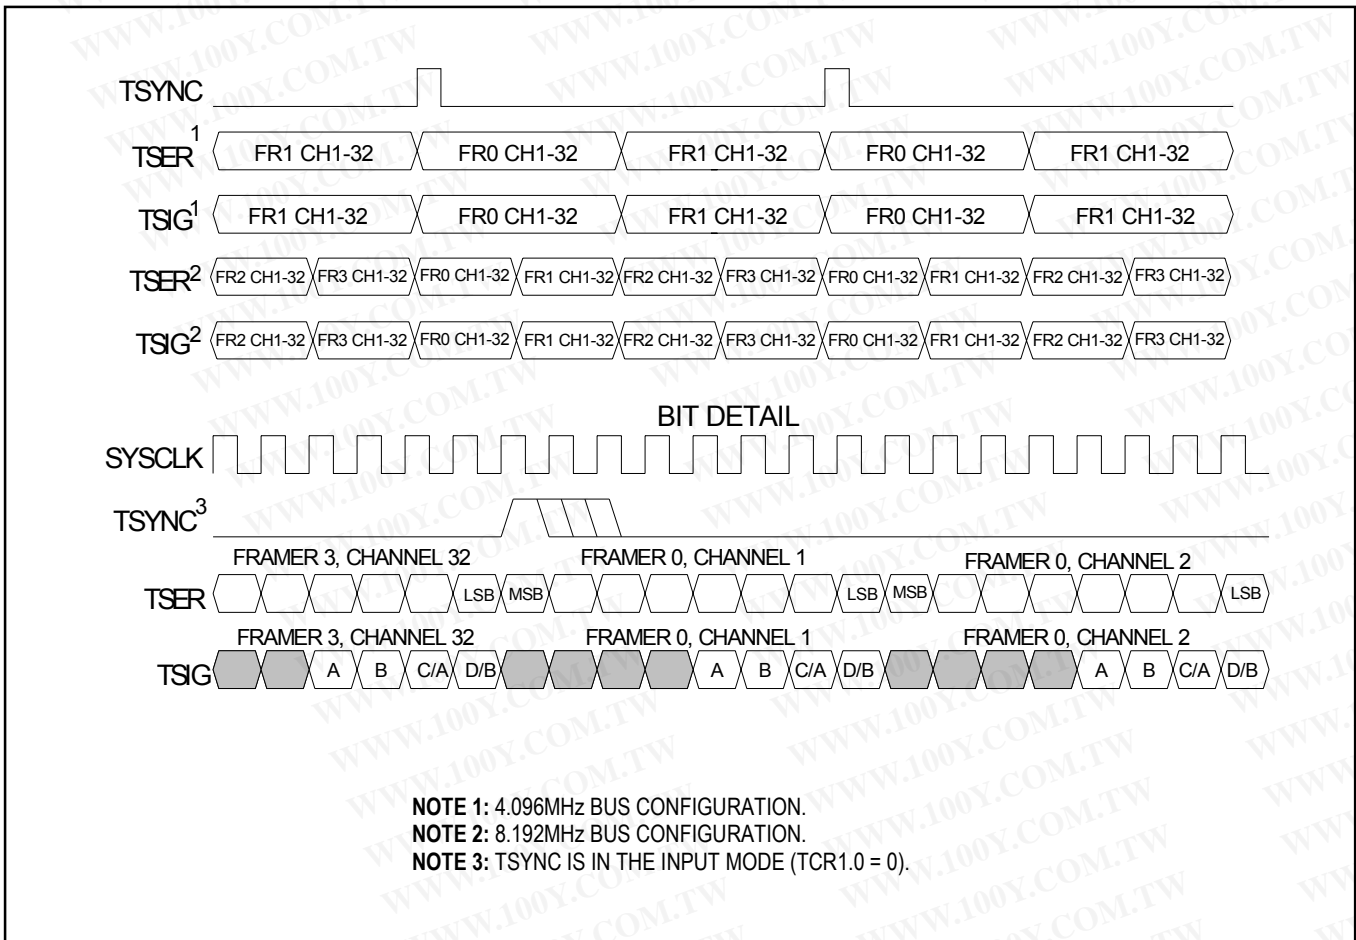 TSYNC
TSER¹ FR1 CH1-32 FR0 CH1-32 FR1 CH1-32 FR0 CH1-32 FR1 CH1-32
TSIG¹ FR1 CH1-32 FR0 CH1-32 FR1 CH1-32 FR0 CH1-32 FR1 CH1-32
TSER² FR2 CH1-32 FR3 CH1-32 FR0 CH1-32 FR1 CH1-32 FR2 CH1-32 FR3 CH1-32 FR0 CH1-32 FR1 CH1-32 FR2 CH1-32 FR3 CH1-32
TSIG² FR2 CH1-32 FR3 CH1-32 FR0 CH1-32 FR1 CH1-32 FR2 CH1-32 FR3 CH1-32 FR0 CH1-32 FR1 CH1-32 FR2 CH1-32 FR3 CH1-32
BIT DETAIL
SYSCLK
TSYNC³
FRAMER 3, CHANNEL 32 FRAMER 0, CHANNEL 1 FRAMER 0, CHANNEL 2
TSER LSB MSB LSB MSB LSB
FRAMER 3, CHANNEL 32 FRAMER 0, CHANNEL 1 FRAMER 0, CHANNEL 2
TSIG A B C/A D/B A B C/A D/B A B C/A D/B
NOTE 1: 4.096MHz BUS CONFIGURATION.
NOTE 2: 8.192MHz BUS CONFIGURATION.
NOTE 3: TSYNC IS IN THE INPUT MODE (TCR1.0 = 0).
WWW.100Y.COM.TW